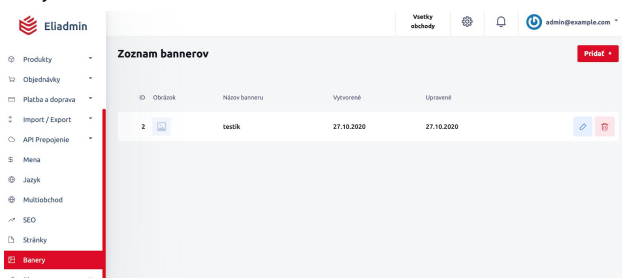 Eliadmin
Vsetky obchody
admin@example.com
Produkty
Objednávky
Platba a doprava
Import / Export
API Prepojenie
Mena
Jazyk
Multiobchod
SEO
Stránky
Banery
Zoznam bannerov
Pridať +
ID Obrázok Názov banneru Vytvorené Upravené
2 testik 27.10.2020 27.10.2020